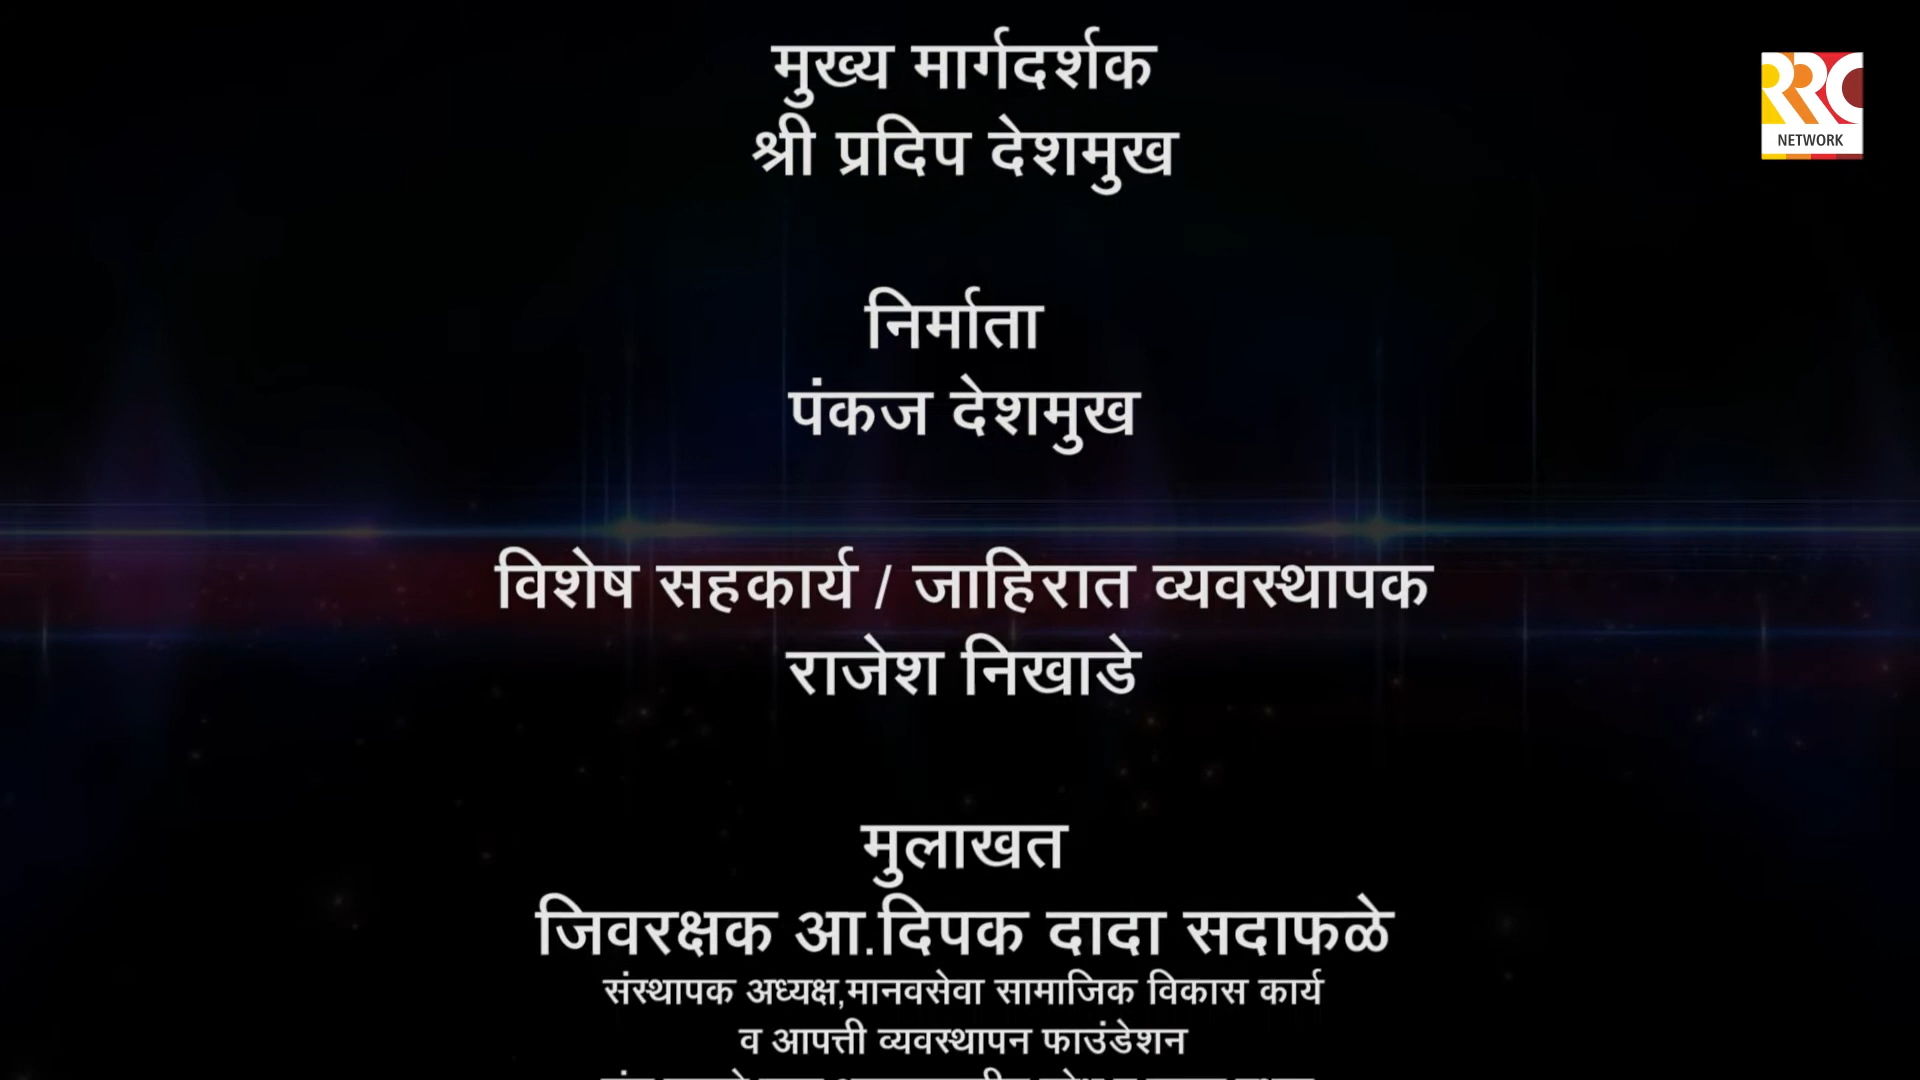 मुख्य मार्गदर्शक
श्री प्रदिप देशमुख
RRC
NETWORK
निर्माता
पंकज देशमुख
विशेष सहकार्य / जाहिरात व्यवस्थापक
राजेश निखाडे
मुलाखत
जिवरक्षक आ.दिपक दादा सदाफळे
संस्थापक अध्यक्ष,मानवसेवा सामाजिक विकास कार्य
व आपत्ती व्यवस्थापन फाउंडेशन